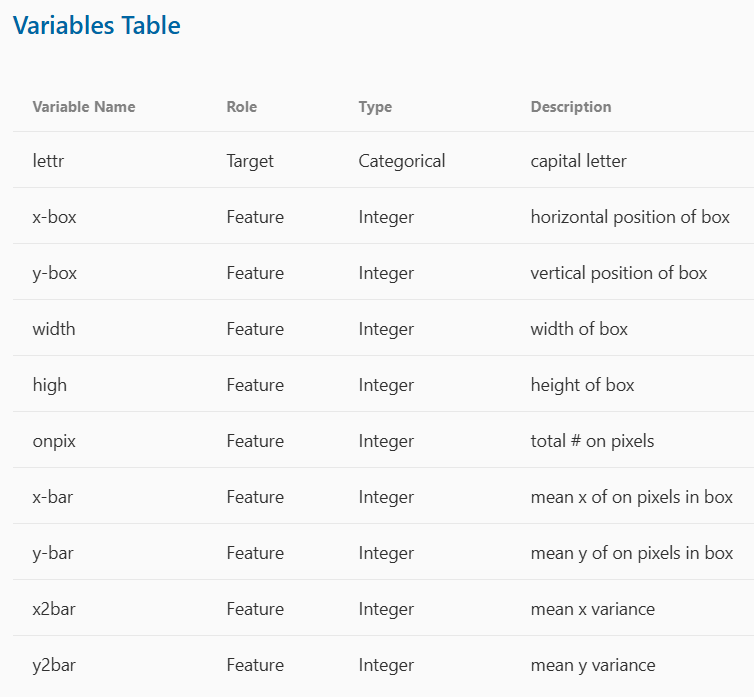 Variables Table
Variable Name Role Type Description
lettr Target Categorical capital letter
x-box Feature Integer horizontal position of box
y-box Feature Integer vertical position of box
width Feature Integer width of box
high Feature Integer height of box
onpix Feature Integer total # on pixels
x-bar Feature Integer mean x of on pixels in box
y-bar Feature Integer mean y of on pixels in box
x2bar Feature Integer mean x variance
y2bar Feature Integer mean y variance